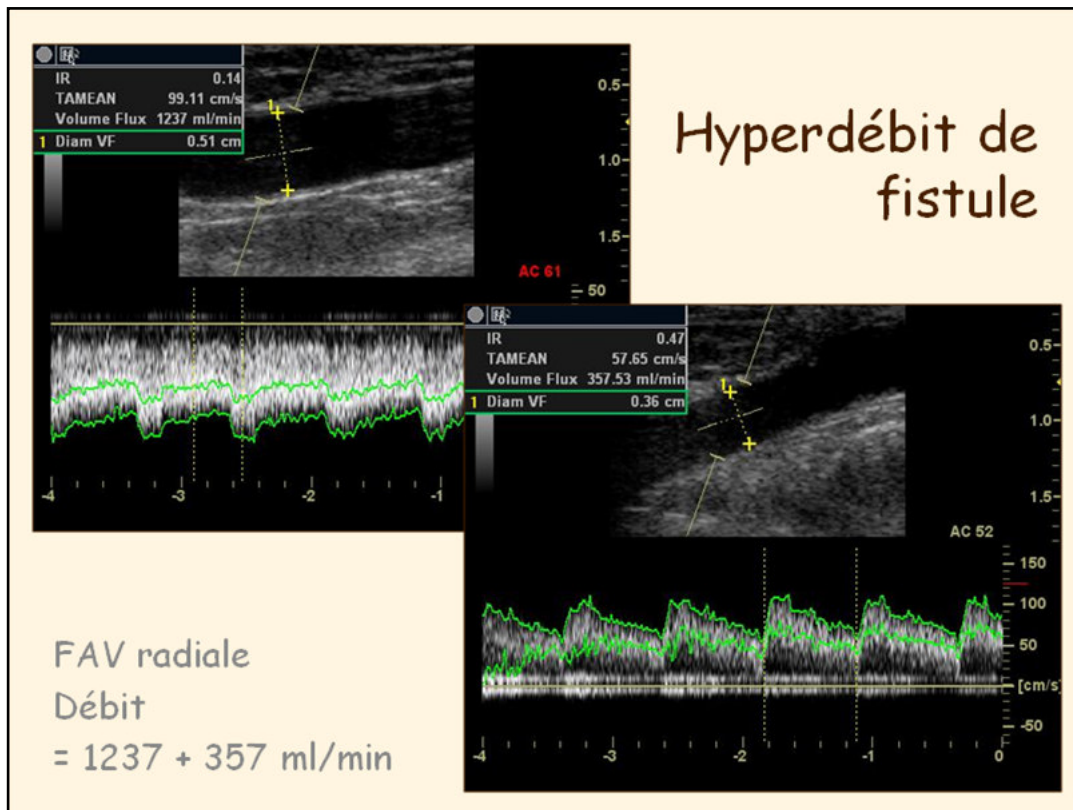 IR 0.14
TAMEAN 99.11 cm/s
Volume Flux 1237 ml/min
1 Diam VF 0.51 cm
1
0.5
1.0
1.5
AC 61
50
-4 -3 -2 -1
Hyperdébit de
fistule
IR 0.47
TAMEAN 57.65 cm/s
Volume Flux 357.53 ml/min
1 Diam VF 0.36 cm
1
0.5
1.0
1.5
AC 52
150
100
50
[cm/s]
-50
-4 -3 -2 -1 0
FAV radiale
Débit
= 1237 + 357 ml/min